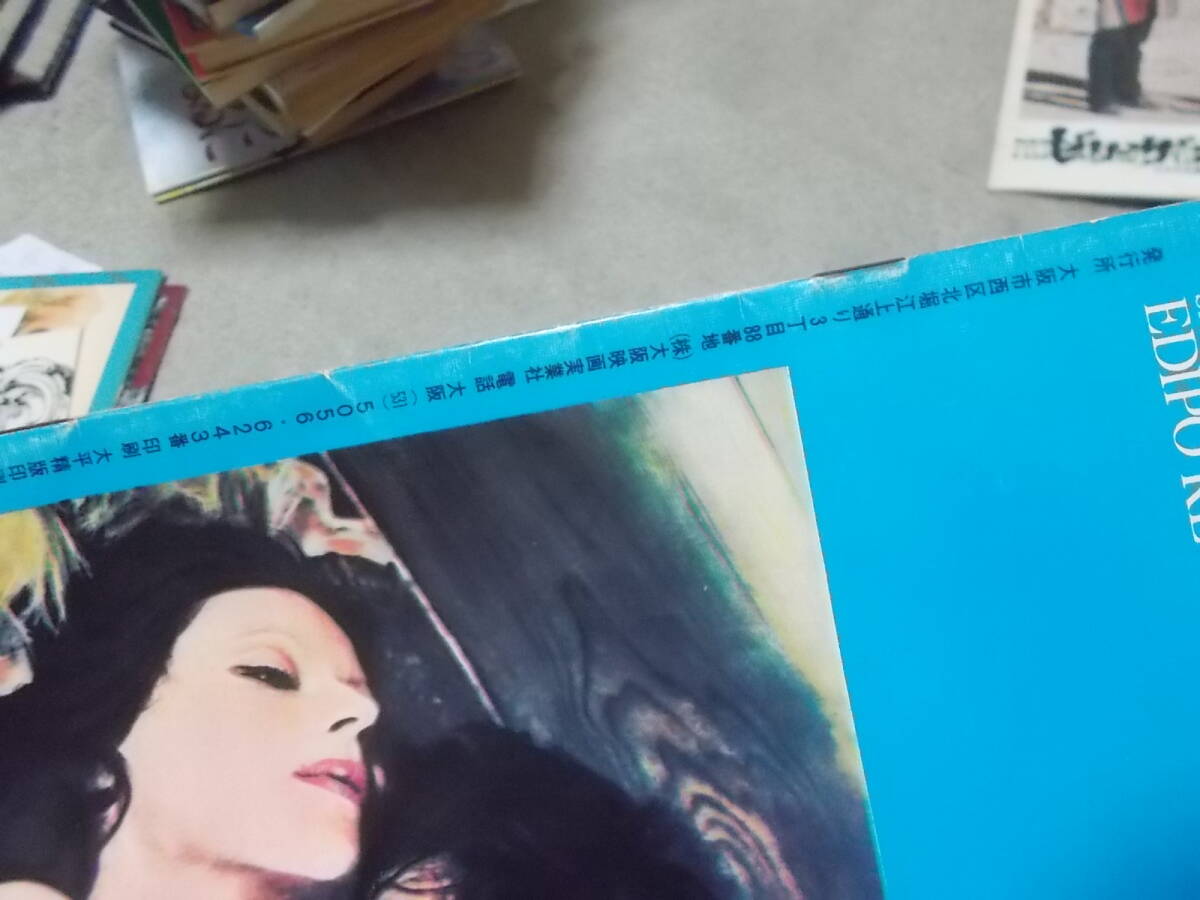 発行所 大阪市西区北堀江上通り3丁目88番地 (株)大阪映画実業社 電話 大阪 (531) 5056・6243番 印刷 大平精版印刷
EDIPO RE